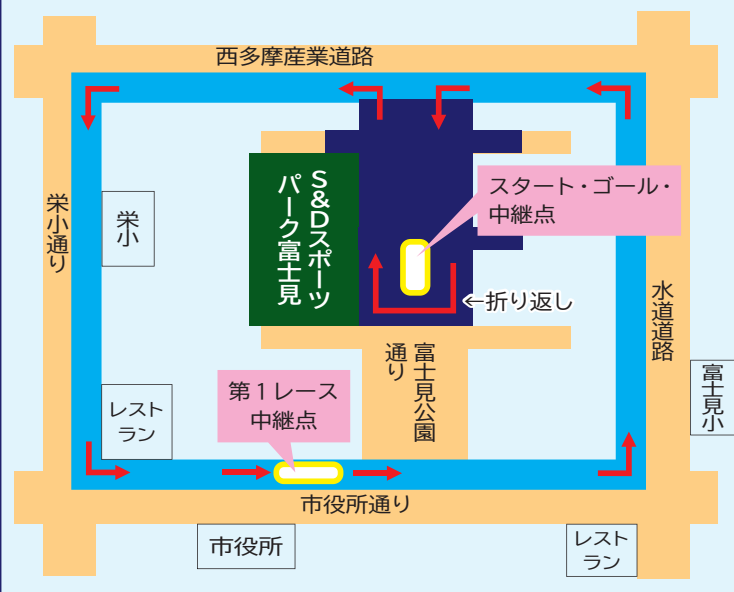 西多摩産業道路
栄小通り
栄小
S&Dスポーツ
パーク富士見
スタート・ゴール・
中継点
←折り返し
水道道路
富士見小
富士見公園
通り
第1レース
中継点
レスト
ラン
市役所通り
市役所
レスト
ラン